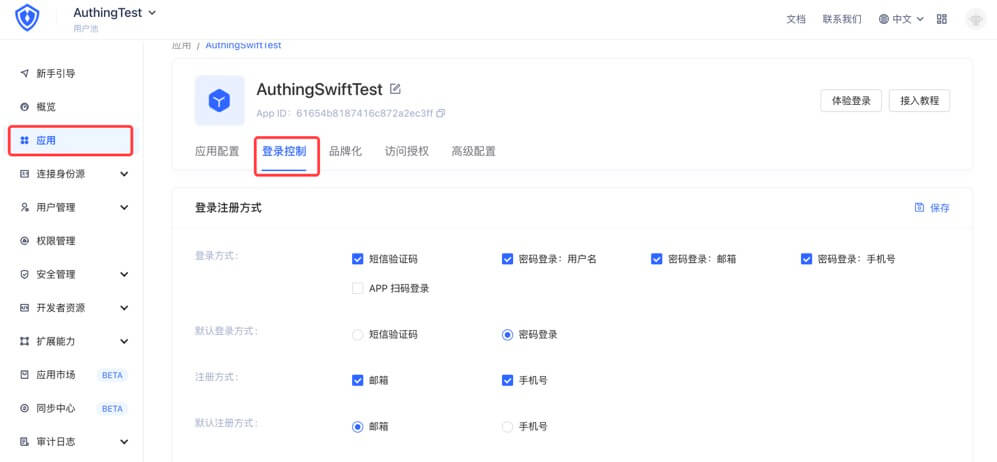 AuthingTest
用户池
文档 联系我们 中文
应用 / AuthingSwiftTest
新手引导
概览
应用
连接身份源
用户管理
权限管理
安全管理
开发者资源
扩展能力
应用市场 BETA
同步中心 BETA
审计日志
AuthingSwiftTest
App ID: 61654b8187416c872a2ec3ff
体验登录 接入教程
应用配置 登录控制 品牌化 访问授权 高级配置
登录注册方式 保存
登录方式: 短信验证码 密码登录: 用户名 密码登录: 邮箱 密码登录: 手机号
APP 扫码登录
默认登录方式: 短信验证码 密码登录
注册方式: 邮箱 手机号
默认注册方式: 邮箱 手机号